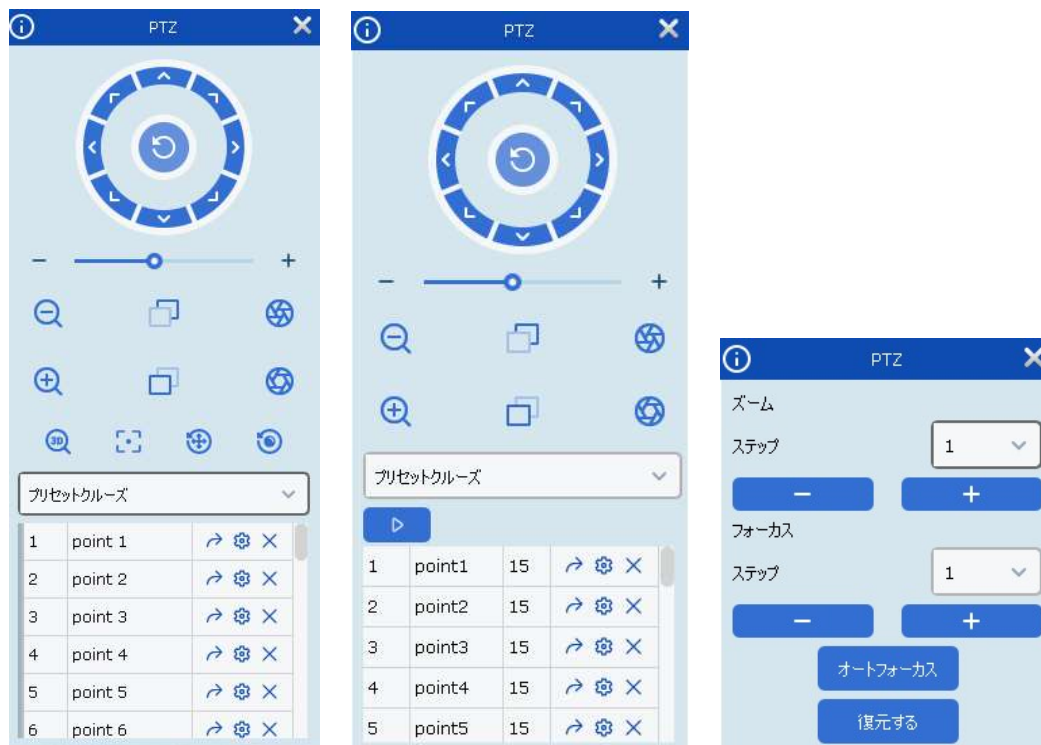 PTZ
プリセットクルーズ
1 point 1
2 point 2
3 point 3
4 point 4
5 point 5
6 point 6
PTZ
プリセットクルーズ
1 point1 15
2 point2 15
3 point3 15
4 point4 15
5 point5 15
PTZ
ズーム
ステップ 1
− +
フォーカス
ステップ 1
− +
オートフォーカス
復元する